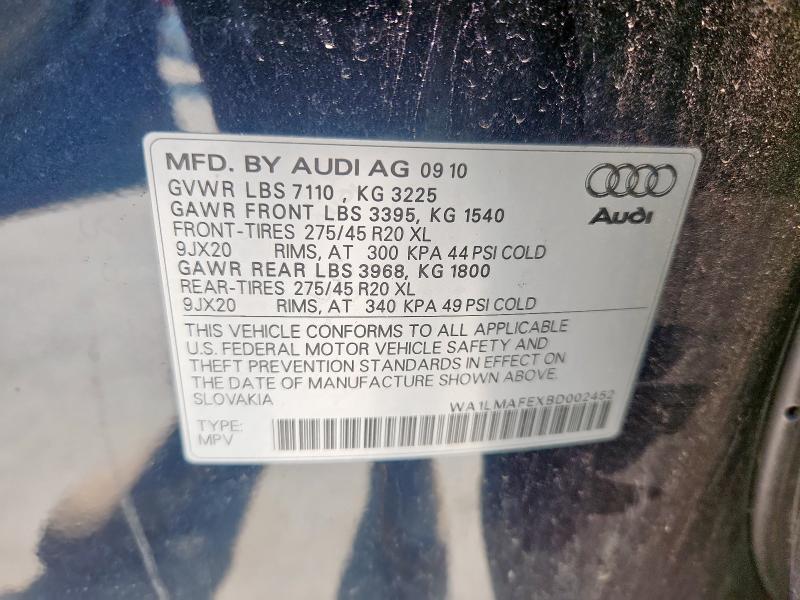 MFD. BY AUDI AG 09 10
GVWR LBS 7110 , KG 3225
GAWR FRONT LBS 3395, KG 1540
FRONT-TIRES 275/45 R20 XL
9JX20 RIMS, AT 300 KPA 44 PSI COLD
GAWR REAR LBS 3968, KG 1800
REAR-TIRES 275/45 R20 XL
9JX20 RIMS, AT 340 KPA 49 PSI COLD
Audi
THIS VEHICLE CONFORMS TO ALL APPLICABLE
U.S. FEDERAL MOTOR VEHICLE SAFETY AND
THEFT PREVENTION STANDARDS IN EFFECT ON
THE DATE OF MANUFACTURE SHOWN ABOVE.
SLOVAKIA
WA1LMAFEXBD002452
TYPE:
MPV